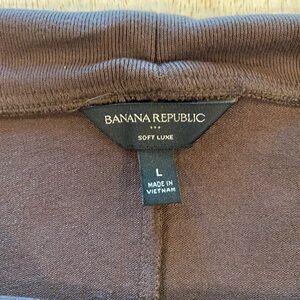 BANANA REPUBLIC
SOFT LUXE
L
MADE IN
VIETNAM